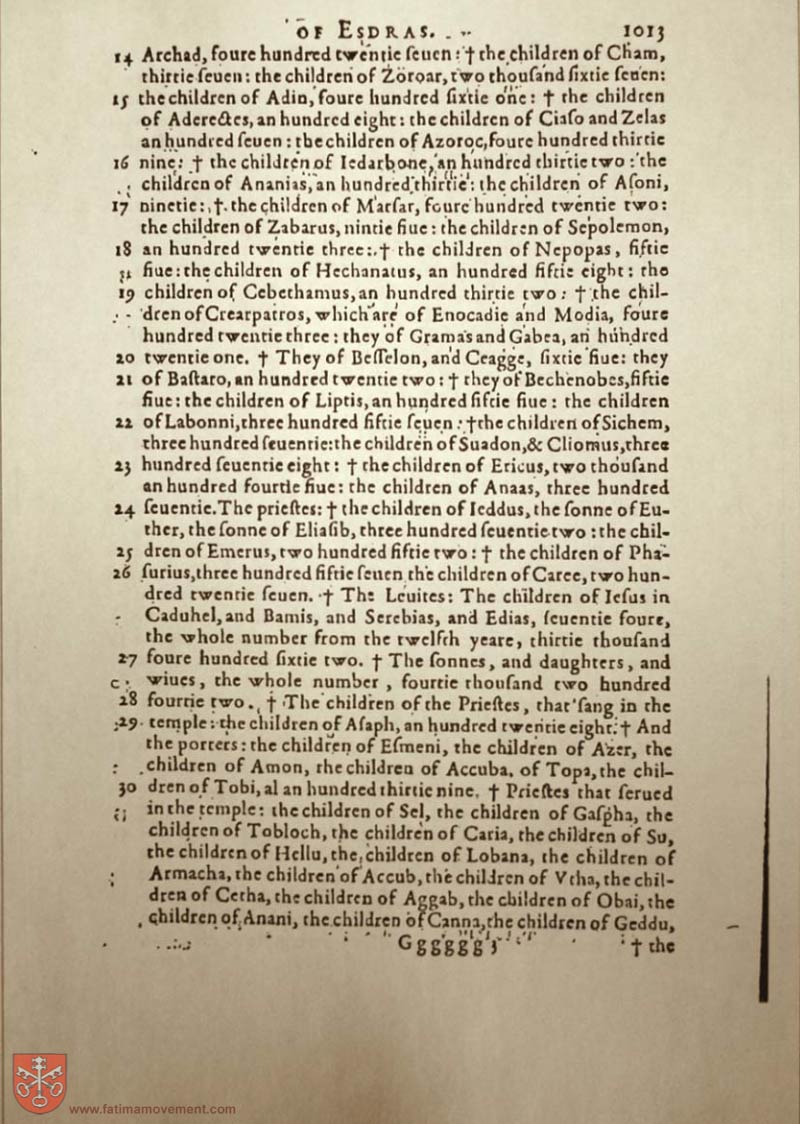 OF ESDRAS. 1013
14 Archad, foure hundred twentie ſeuen: † the children of Cham,
thirtie ſeuen: the children of Zoroar, two thouſand ſixtie ſeuen:
15 the children of Adin, foure hundred ſixtie one: † the children
of Aderectes, an hundred eight: the children of Ciaſo and Zelas
an hundred ſeuen: the children of Azoroc, foure hundred thirtie
16 nine: † the children of Iedarbone, an hundred thirtie two: the
children of Ananias, an hundred thirtie: the children of Aſoni,
17 ninetie: † the children of Marſar, foure hundred twentie two:
the children of Zabarus, nintie fiue: the children of Sepolemon,
18 an hundred twentie three: † the children of Nepopas, fiftie
fiue: the children of Hechanatus, an hundred fiftie eight: the
19 children of Cebethamus, an hundred thirtie two: † the chil-
dren of Crearpatros, which are of Enocadie and Modia, foure
hundred twentie three: they of Gramas and Gabea, an hundred
20 twentie one. † They of Beſſelon, and Ceagge, ſixtie fiue: they
21 of Baſtaro, an hundred twentie two: † they of Bechenobes, fiftie
fiue: the children of Liptis, an hundred fiftie fiue: the children
22 of Labonni, three hundred fiftie ſeuen: † the children of Sichem,
three hundred ſeuentie: the children of Suadon, & Cliomus, three
23 hundred ſeuentie eight: † the children of Ericus, two thouſand
an hundred fourtie fiue: the children of Anaas, three hundred
24 ſeuentie. The prieſtes: † the children of Ieddus, the ſonne of Eu-
ther, the ſonne of Eliaſib, three hundred ſeuentie two: the chil-
25 dren of Emerus, two hundred fiftie two: † the children of Pha-
26 ſurius, three hundred fiftie ſeuen the children of Caree, two hun-
dred twentie ſeuen. † The Leuites: The children of Ieſus in
Caduhel, and Bamis, and Serebias, and Edias, ſeuentie foure,
the whole number from the twelfth yeare, thirtie thouſand
27 foure hundred ſixtie two. † The ſonnes, and daughters, and
wiues, the whole number, fourtie thouſand two hundred
28 fourtie two. † The children of the Prieſtes, that ſang in the
29 temple: the children of Aſaph, an hundred twentie eight. † And
the porters: the children of Eſmeni, the children of Azer, the
children of Amon, the children of Accuba, of Topa, the chil-
30 dren of Tobi, al an hundred thirtie nine. † Prieſtes that ſerued
in the temple: the children of Sel, the children of Gaſpha, the
children of Tobloch, the children of Caria, the children of Su,
the children of Hellu, the children of Lobana, the children of
Armacha, the children of Accub, the children of Vtha, the chil-
dren of Cetha, the children of Aggab, the children of Obai, the
children of Anani, the children of Canna, the children of Geddu,
Gggggg 3 † the
www.fatimamovement.com